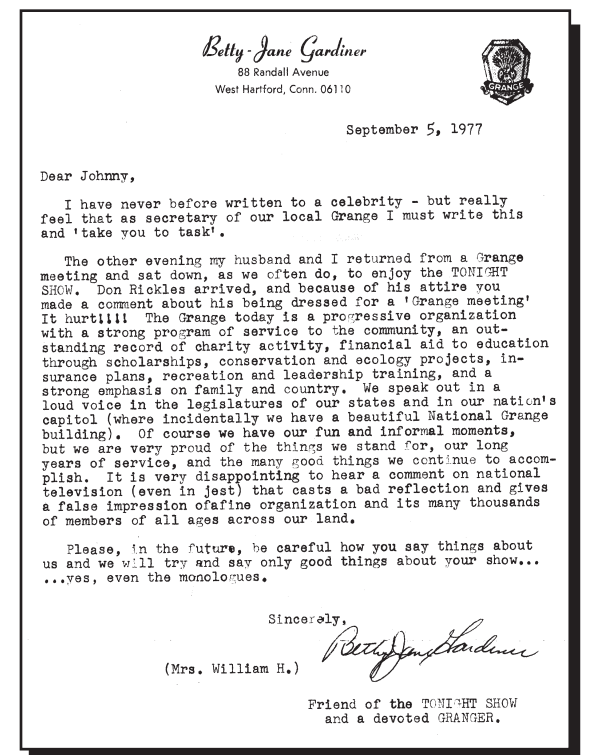 Betty-Jane Gardiner
88 Randall Avenue
West Hartford, Conn. 06110
GRANGE
September 5, 1977
Dear Johnny,
I have never before written to a celebrity - but really
feel that as secretary of our local Grange I must write this
and 'take you to task'.
The other evening my husband and I returned from a Grange
meeting and sat down, as we often do, to enjoy the TONIGHT
SHOW. Don Rickles arrived, and because of his attire you
made a comment about his being dressed for a 'Grange meeting'
It hurt!!!! The Grange today is a progressive organization
with a strong program of service to the community, an out-
standing record of charity activity, financial aid to education
through scholarships, conservation and ecology projects, in-
surance plans, recreation and leadership training, and a
strong emphasis on family and country. We speak out in a
loud voice in the legislatures of our states and in our nation's
capitol (where incidentally we have a beautiful National Grange
building). Of course we have our fun and informal moments,
but we are very proud of the things we stand for, our long
years of service, and the many good things we continue to accom-
plish. It is very disappointing to hear a comment on national
television (even in jest) that casts a bad reflection and gives
a false impression ofafine organization and its many thousands
of members of all ages across our land.
Please, in the future, be careful how you say things about
us and we will try and say only good things about your show...
...yes, even the monologues.
Sincerely,
Betty Jane Gardiner
(Mrs. William H.)
Friend of the TONIGHT SHOW
and a devoted GRANGER.